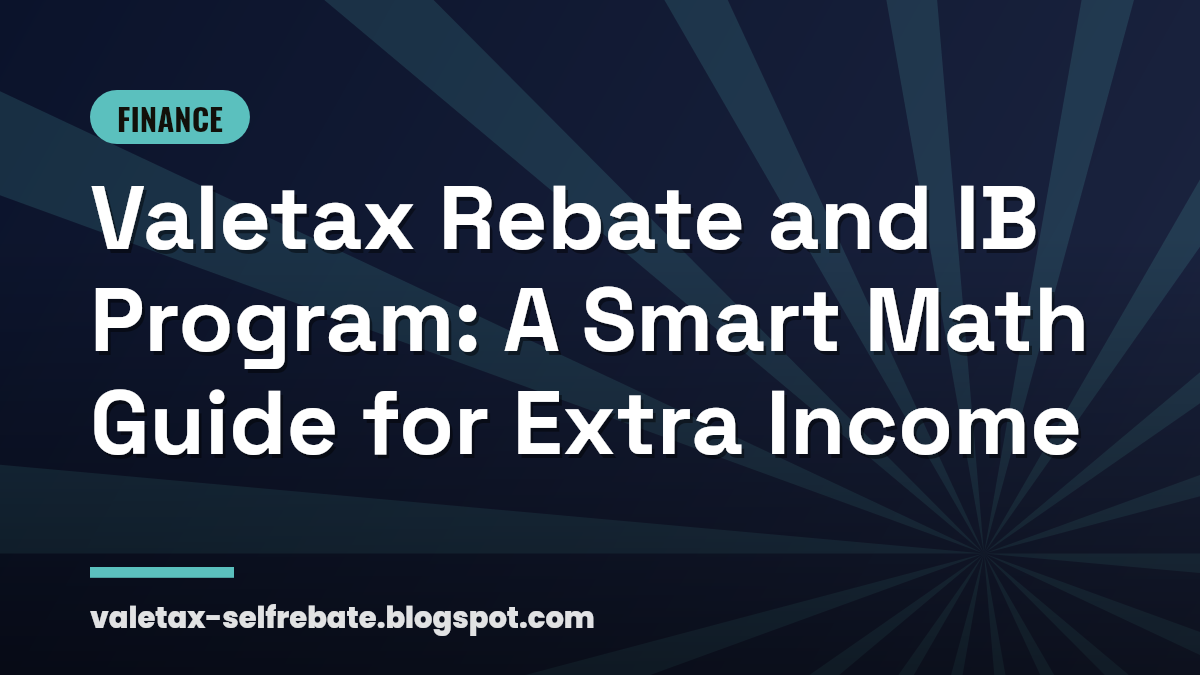 FINANCE
Valetax Rebate and IB
Program: A Smart Math
Guide for Extra Income
valetax-selfrebate.blogspot.com